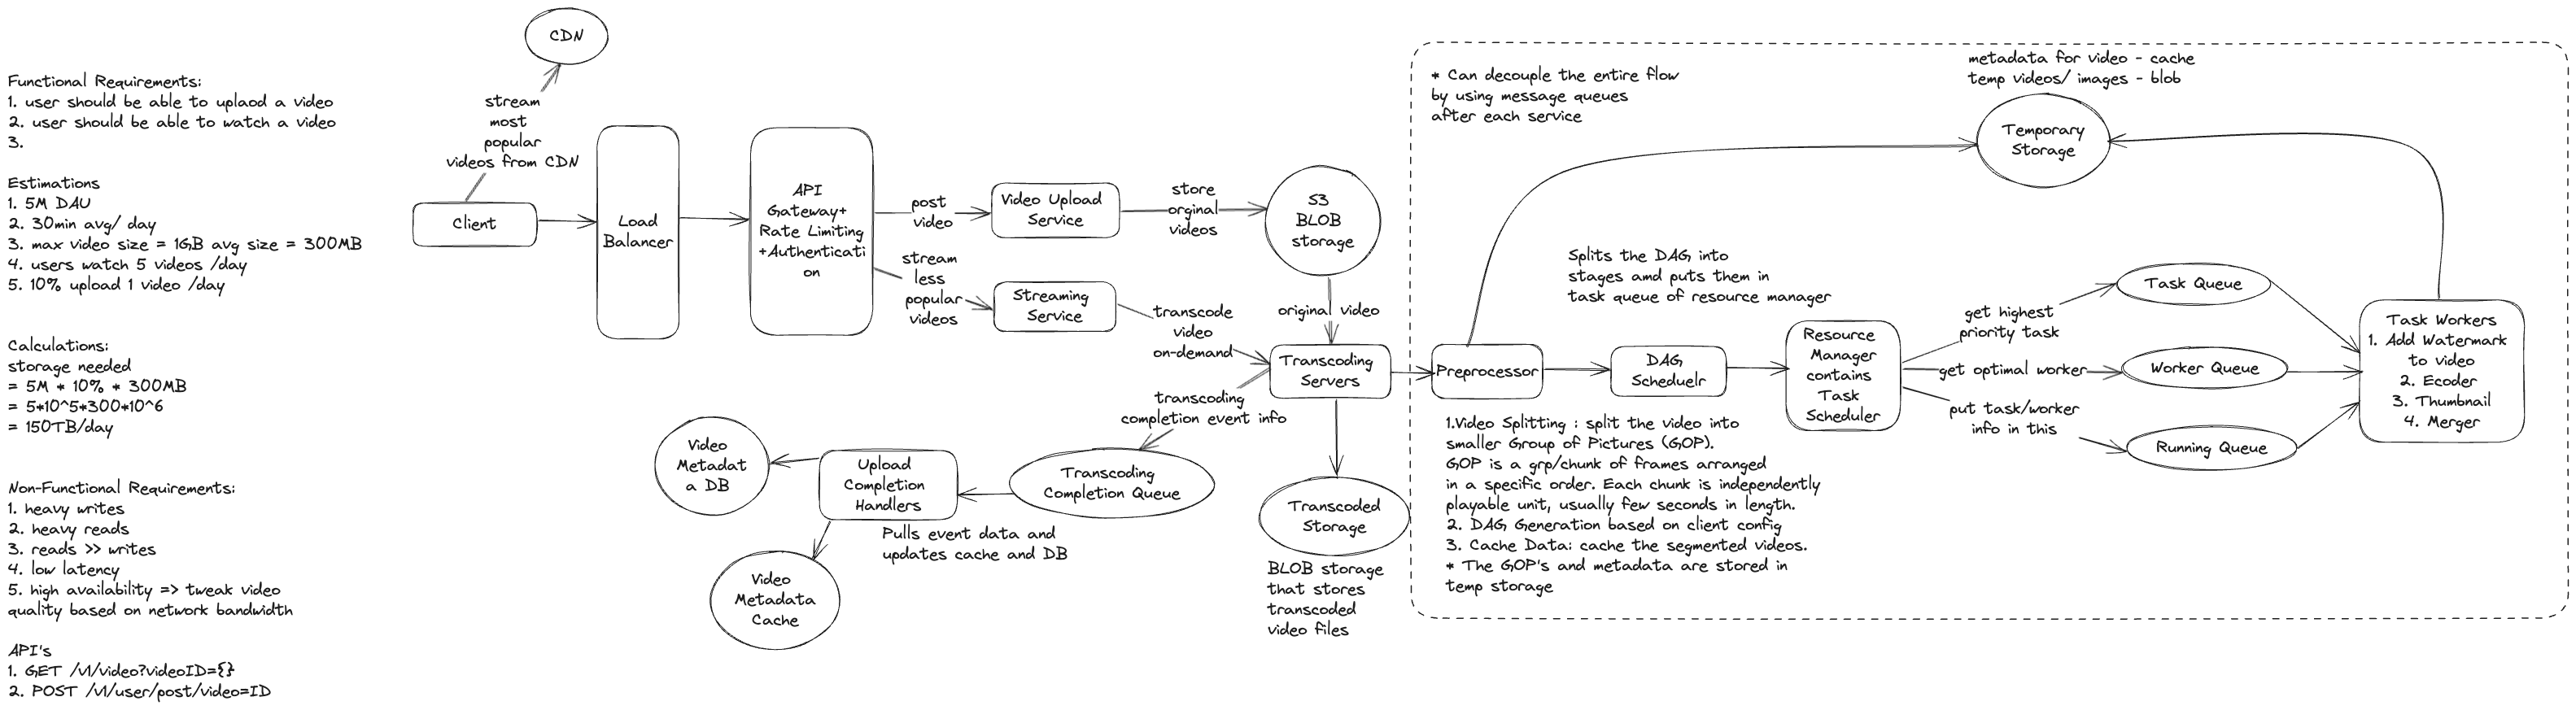 Functional Requirements:
1. user should be able to uplaod a video
2. user should be able to watch a video
3.
Estimations
1. 5M DAU
2. 30min avg/ day
3. max video size = 1GB avg size = 300MB
4. users watch 5 videos /day
5. 10% upload 1 video /day
Calculations:
storage needed
= 5M * 10% * 300MB
= 5*10^5*300*10^6
= 150TB/day
Non-Functional Requirements:
1. heavy writes
2. heavy reads
3. reads >> writes
4. low latency
5. high availability => tweak video
quality based on network bandwidth
API's
1. GET /v1/video?videoID={}
2. POST /v1/user/post/video=ID
CDN
stream
most
popular
videos from CDN
Client
Load
Balancer
API
Gateway+
Rate Limiting
+Authenticati
on
post
video
Video Upload
Service
store
orginal
videos
S3
BLOB
storage
stream
less
popular
videos
Streaming
Service
transcode
video
on-demand
original video
Transcoding
Servers
transcoding
completion event info
Transcoding
Completion Queue
Upload
Completion
Handlers
Pulls event data and
updates cache and DB
Video
Metadat
a DB
Video
Metadata
Cache
Transcoded
Storage
BLOB storage
that stores
transcoded
video files
* Can decouple the entire flow
by using message queues
after each service
metadata for video - cache
temp videos/ images - blob
Temporary
Storage
Preprocessor
1.Video Splitting : split the video into
smaller Group of Pictures (GOP).
GOP is a grp/chunk of frames arranged
in a specific order. Each chunk is independently
playable unit, usually few seconds in length.
2. DAG Generation based on client config
3. Cache Data: cache the segmented videos.
* The GOP's and metadata are stored in
temp storage
DAG
Scheduelr
Splits the DAG into
stages amd puts them in
task queue of resource manager
Resource
Manager
contains
Task
Scheduler
get highest
priority task
Task Queue
get optimal worker
Worker Queue
put task/worker
info in this
Running Queue
Task Workers
1. Add Watermark
to video
2. Ecoder
3. Thumbnail
4. Merger